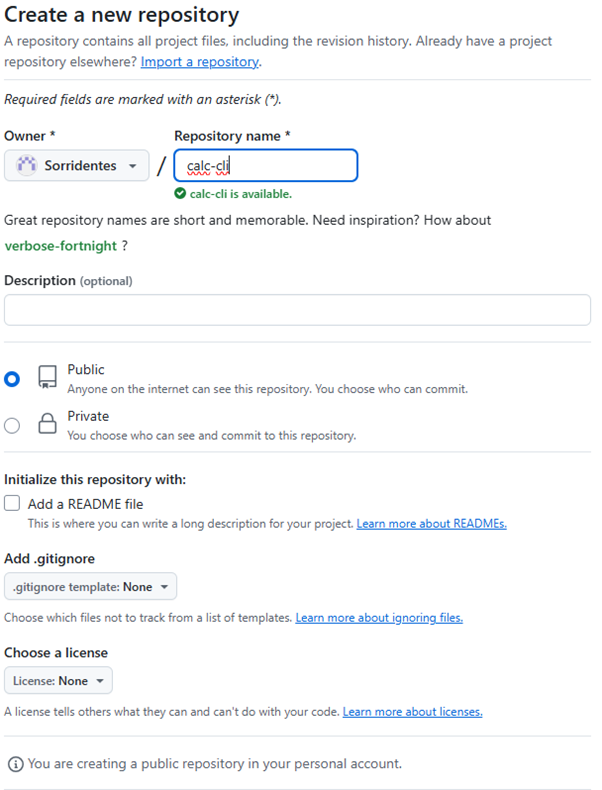 Create a new repository
A repository contains all project files, including the revision history. Already have a project
repository elsewhere? Import a repository.
Required fields are marked with an asterisk (*).
Owner * Repository name *
Sorridentes / calc-cli
calc-cli is available.
Great repository names are short and memorable. Need inspiration? How about
verbose-fortnight ?
Description (optional)
Public
Anyone on the internet can see this repository. You choose who can commit.
Private
You choose who can see and commit to this repository.
Initialize this repository with:
Add a README file
This is where you can write a long description for your project. Learn more about READMEs.
Add .gitignore
.gitignore template: None
Choose which files not to track from a list of templates. Learn more about ignoring files.
Choose a license
License: None
A license tells others what they can and can't do with your code. Learn more about licenses.
You are creating a public repository in your personal account.